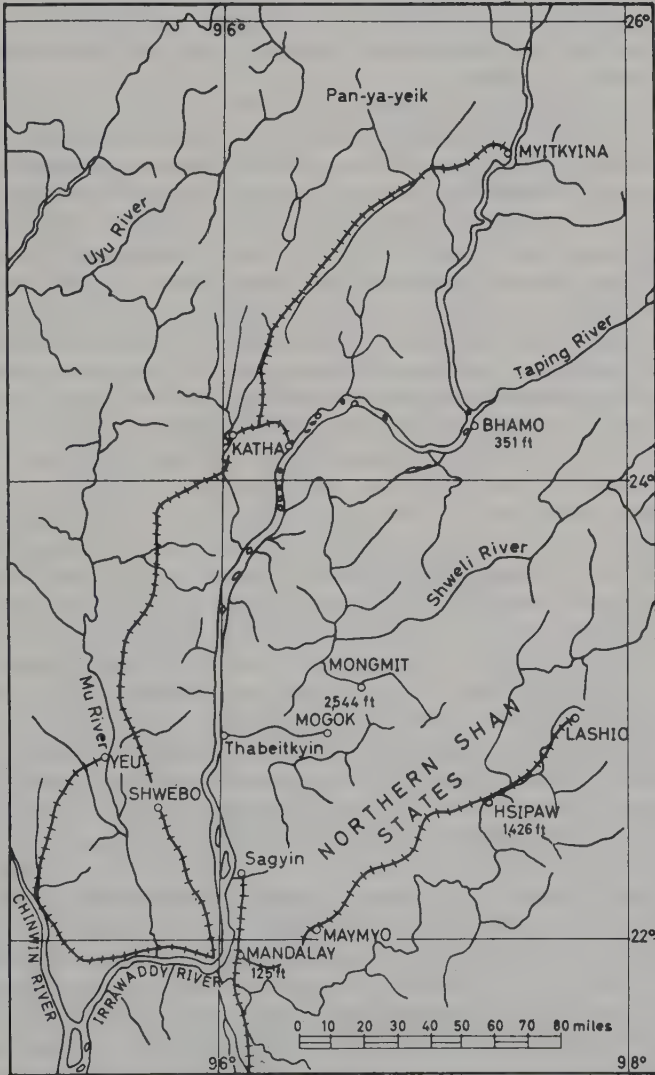 96°
26°
Pan-ya-yeik
MYITKYINA
Uyu River
Taping River
BHAMO
351 ft
KATHA
24°
Shweli River
MONGMIT
2,544 ft
MOGOK
Mu River
Thabeitkyin
LASHIO
YEU
NORTHERN SHAN
STATES
SHWEBO
HSIPAW
1,426 ft
Sagyin
MAYMYO
22°
CHINWIN RIVER
IRRAWADDY RIVER
MANDALAY
125 ft
0 10 20 30 40 50 60 70 80 miles
96°
98°